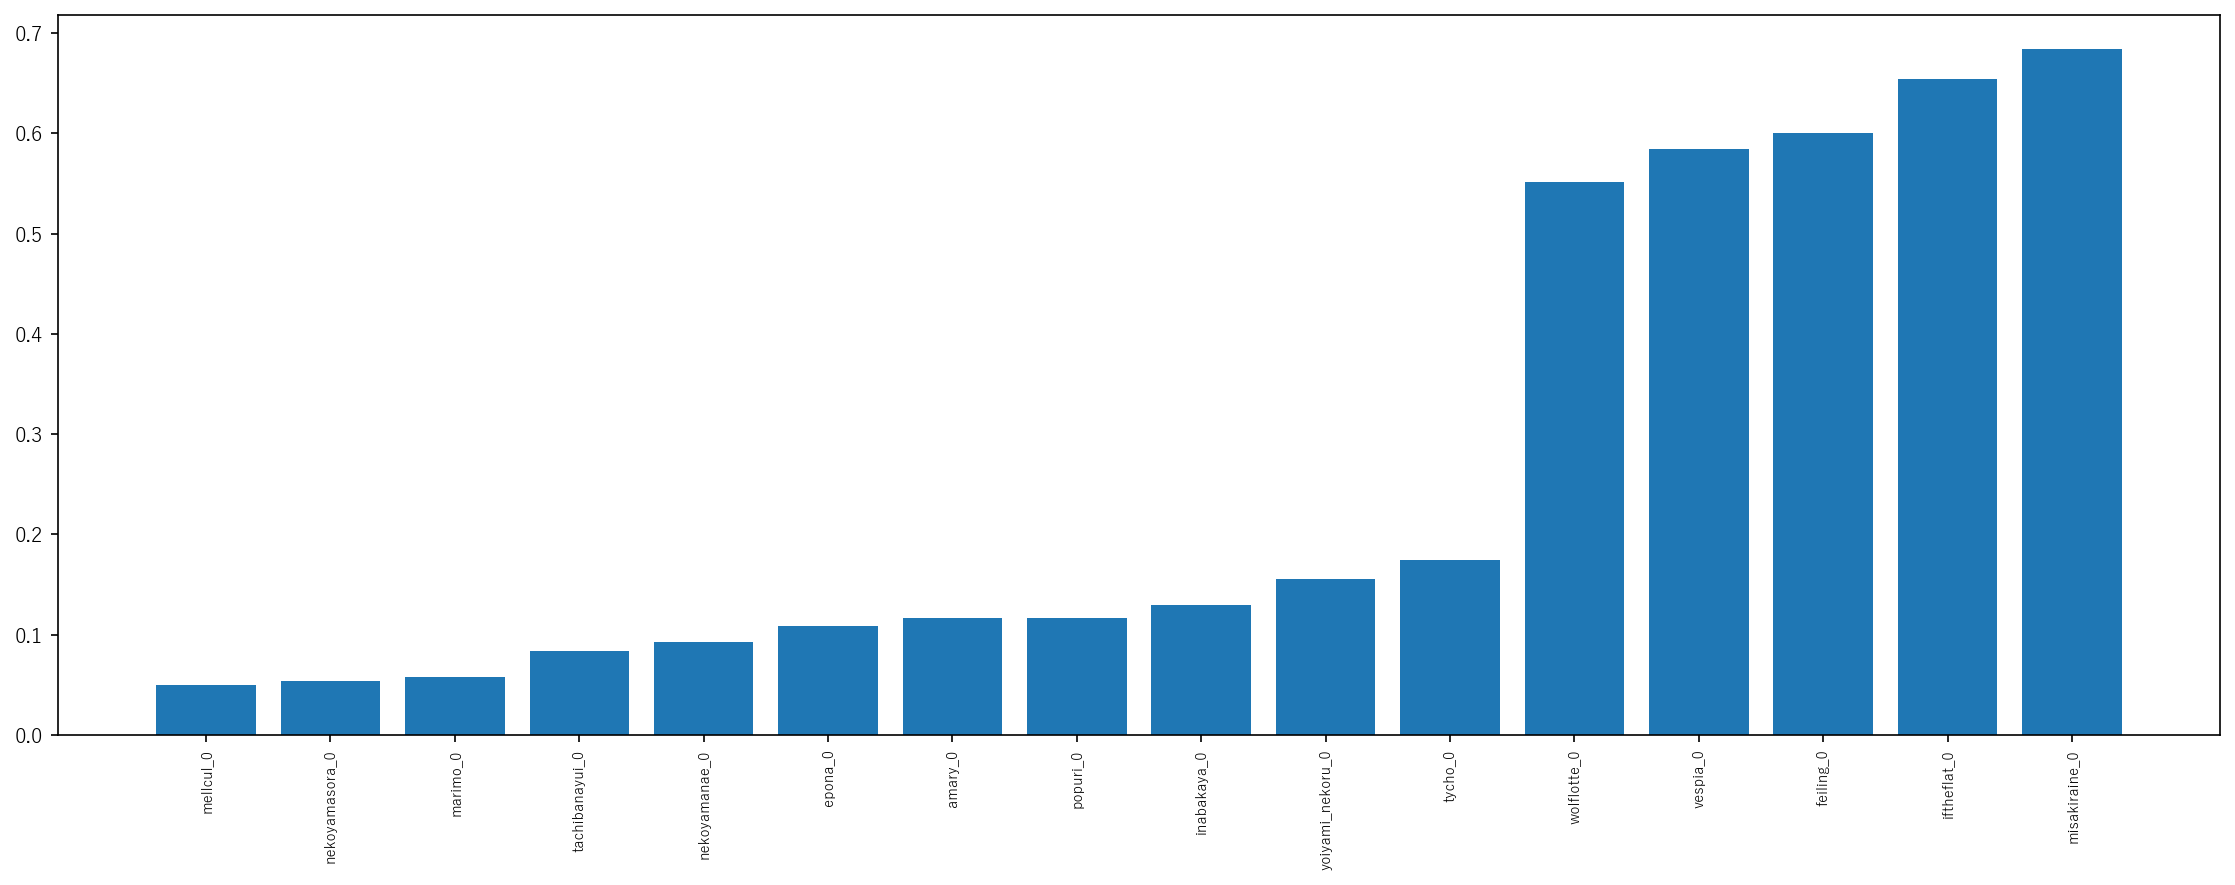 0.7
0.6
0.5
0.4
0.3
0.2
0.1
0.0
mellcul_0
nekoyamasora_0
marimo_0
tachibanayui_0
nekoyamanae_0
epona_0
amary_0
popuri_0
inabakaya_0
yoiyami_nekoru_0
tycho_0
wolflotte_0
vespia_0
feiling_0
iftheflat_0
misakiraine_0